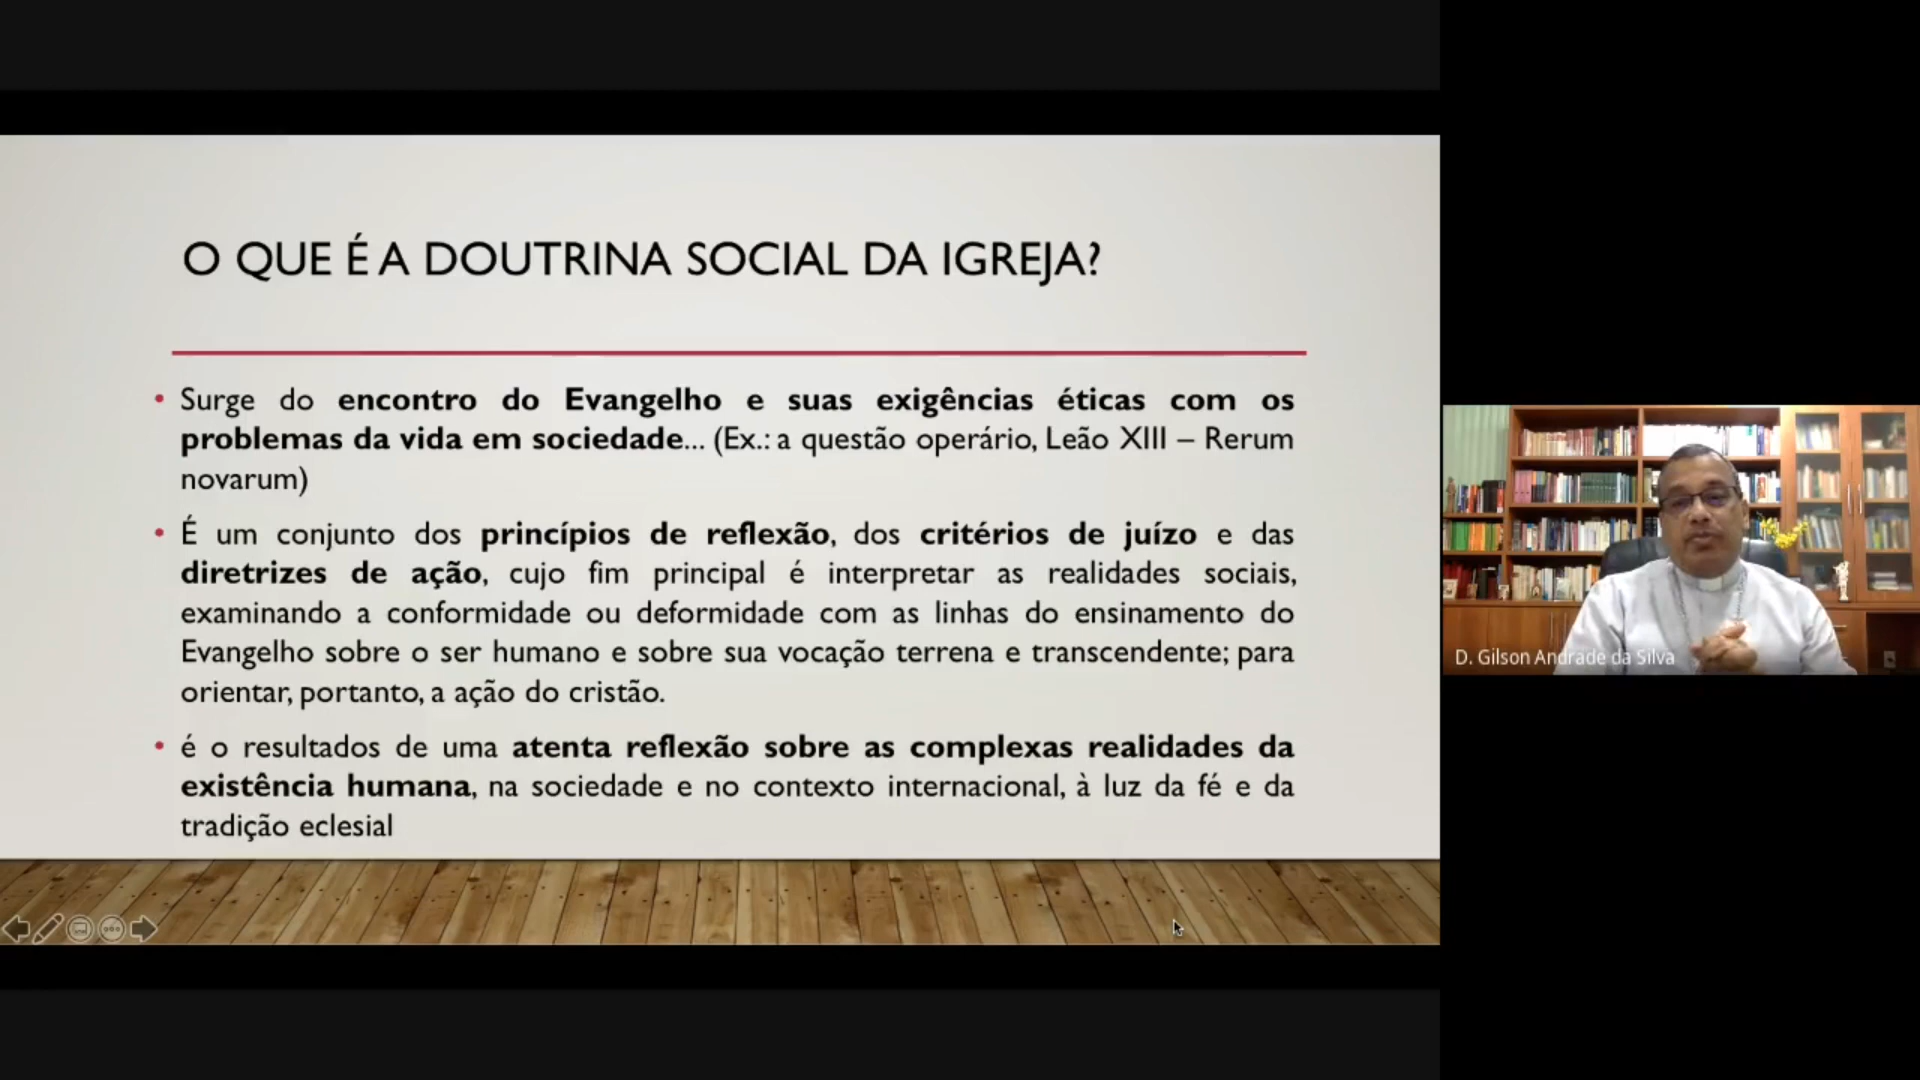 O QUE É A DOUTRINA SOCIAL DA IGREJA?
• Surge do encontro do Evangelho e suas exigências éticas com os
problemas da vida em sociedade... (Ex.: a questão operário, Leão XIII – Rerum
novarum)
• É um conjunto dos princípios de reflexão, dos critérios de juízo e das
diretrizes de ação, cujo fim principal é interpretar as realidades sociais,
examinando a conformidade ou deformidade com as linhas do ensinamento do
Evangelho sobre o ser humano e sobre sua vocação terrena e transcendente; para
orientar, portanto, a ação do cristão.
• é o resultados de uma atenta reflexão sobre as complexas realidades da
existência humana, na sociedade e no contexto internacional, à luz da fé e da
tradição eclesial
D. Gilson Andrade da Silva